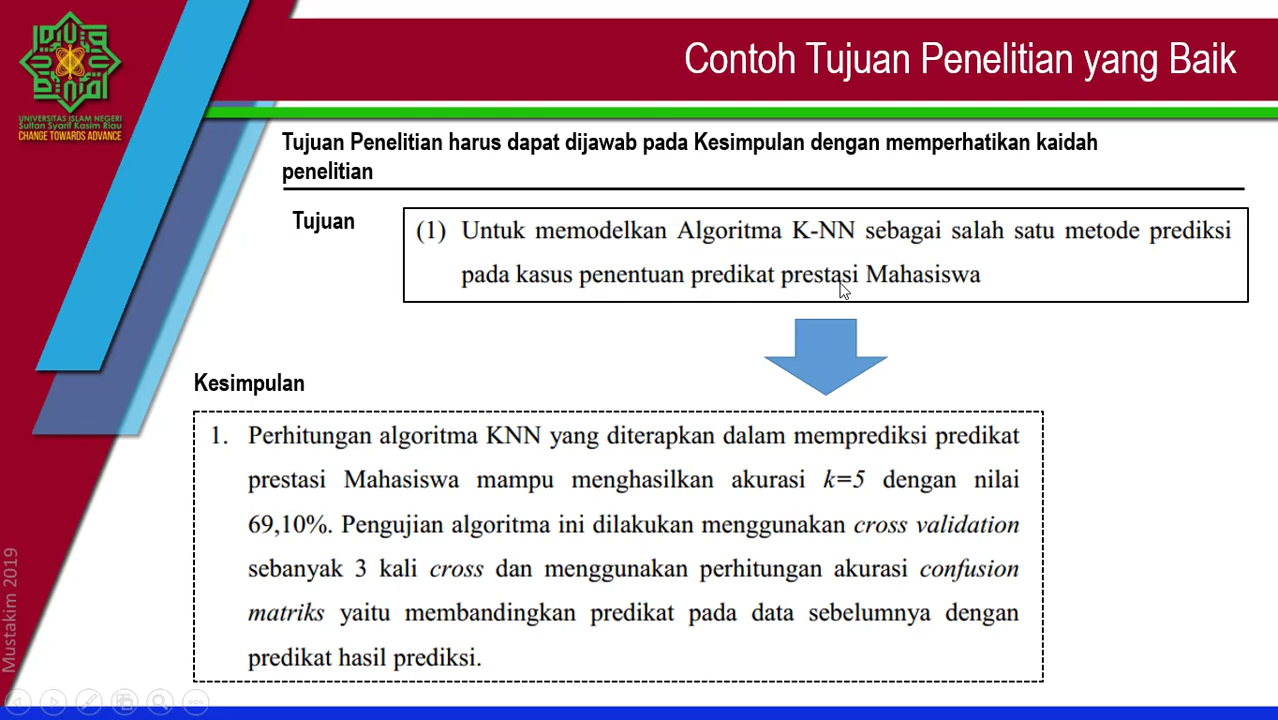 UNIVERSITAS ISLAM NEGERI
Sultan Syarif Kasim Riau
CHANGE TOWARDS ADVANCE
Contoh Tujuan Penelitian yang Baik
Tujuan Penelitian harus dapat dijawab pada Kesimpulan dengan memperhatikan kaidah
penelitian
Tujuan
(1) Untuk memodelkan Algoritma K-NN sebagai salah satu metode prediksi
pada kasus penentuan predikat prestasi Mahasiswa
Kesimpulan
1. Perhitungan algoritma KNN yang diterapkan dalam memprediksi predikat
prestasi Mahasiswa mampu menghasilkan akurasi k=5 dengan nilai
69,10%. Pengujian algoritma ini dilakukan menggunakan cross validation
sebanyak 3 kali cross dan menggunakan perhitungan akurasi confusion
matriks yaitu membandingkan predikat pada data sebelumnya dengan
predikat hasil prediksi.
Mustakim 2019